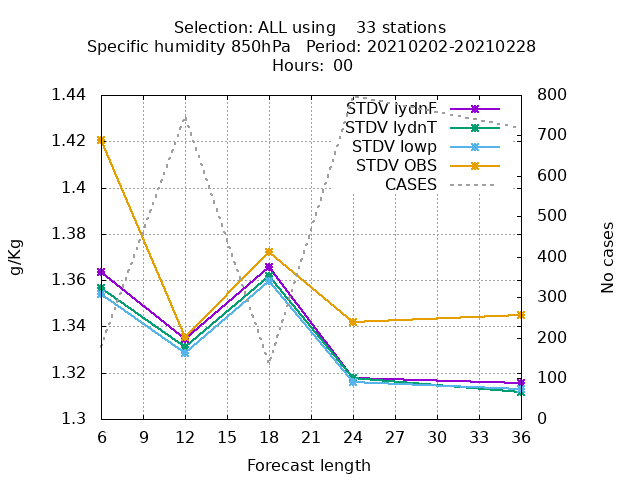 Selection: ALL using    33 stations
Specific humidity 850hPa   Period: 20210202-20210228
Hours:  00
1.44
1.42
1.4
1.38
1.36
1.34
1.32
1.3
g/Kg
STDV lydnF
STDV lydnT
STDV lowp
STDV OBS
CASES
800
700
600
500
400
300
200
100
0
No cases
6 9 12 15 18 21 24 27 30 33 36
Forecast length